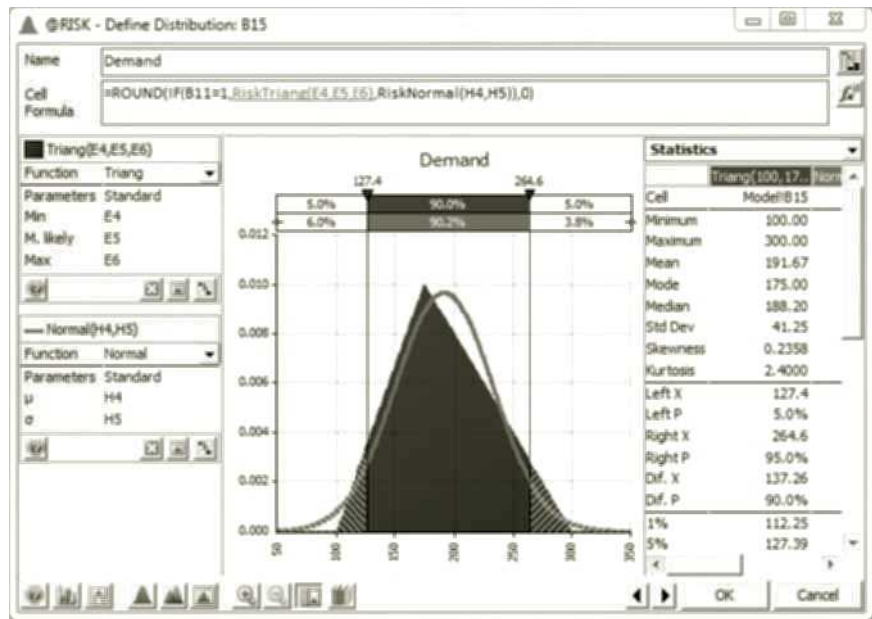 @RISK - Define Distribution: B15
Name Demand
Cell Formula =ROUND(IF(B11=1,RiskTriang(E4,E5,E6),RiskNormal(H4,H5)),0)
Triang(E4,E5,E6)
Function Triang
Parameters Standard
Min E4
M. likely E5
Max E6
Normal(H4,H5)
Function Normal
Parameters Standard
μ H4
σ H5
Demand
127.4 264.6
5.0% 90.0% 5.0%
6.0% 90.2% 3.8%
0.012
0.010
0.008
0.006
0.004
0.002
0.000
50 100 150 200 250 300 350
Statistics
Triang(100, 17... Norm
Cell Model!B15
Minimum 100.00
Maximum 300.00
Mean 191.67
Mode 175.00
Median 188.20
Std Dev 41.25
Skewness 0.2358
Kurtosis 2.4000
Left X 127.4
Left P 5.0%
Right X 264.6
Right P 95.0%
Dif. X 137.26
Dif. P 90.0%
1% 112.25
5% 127.39
OK Cancel